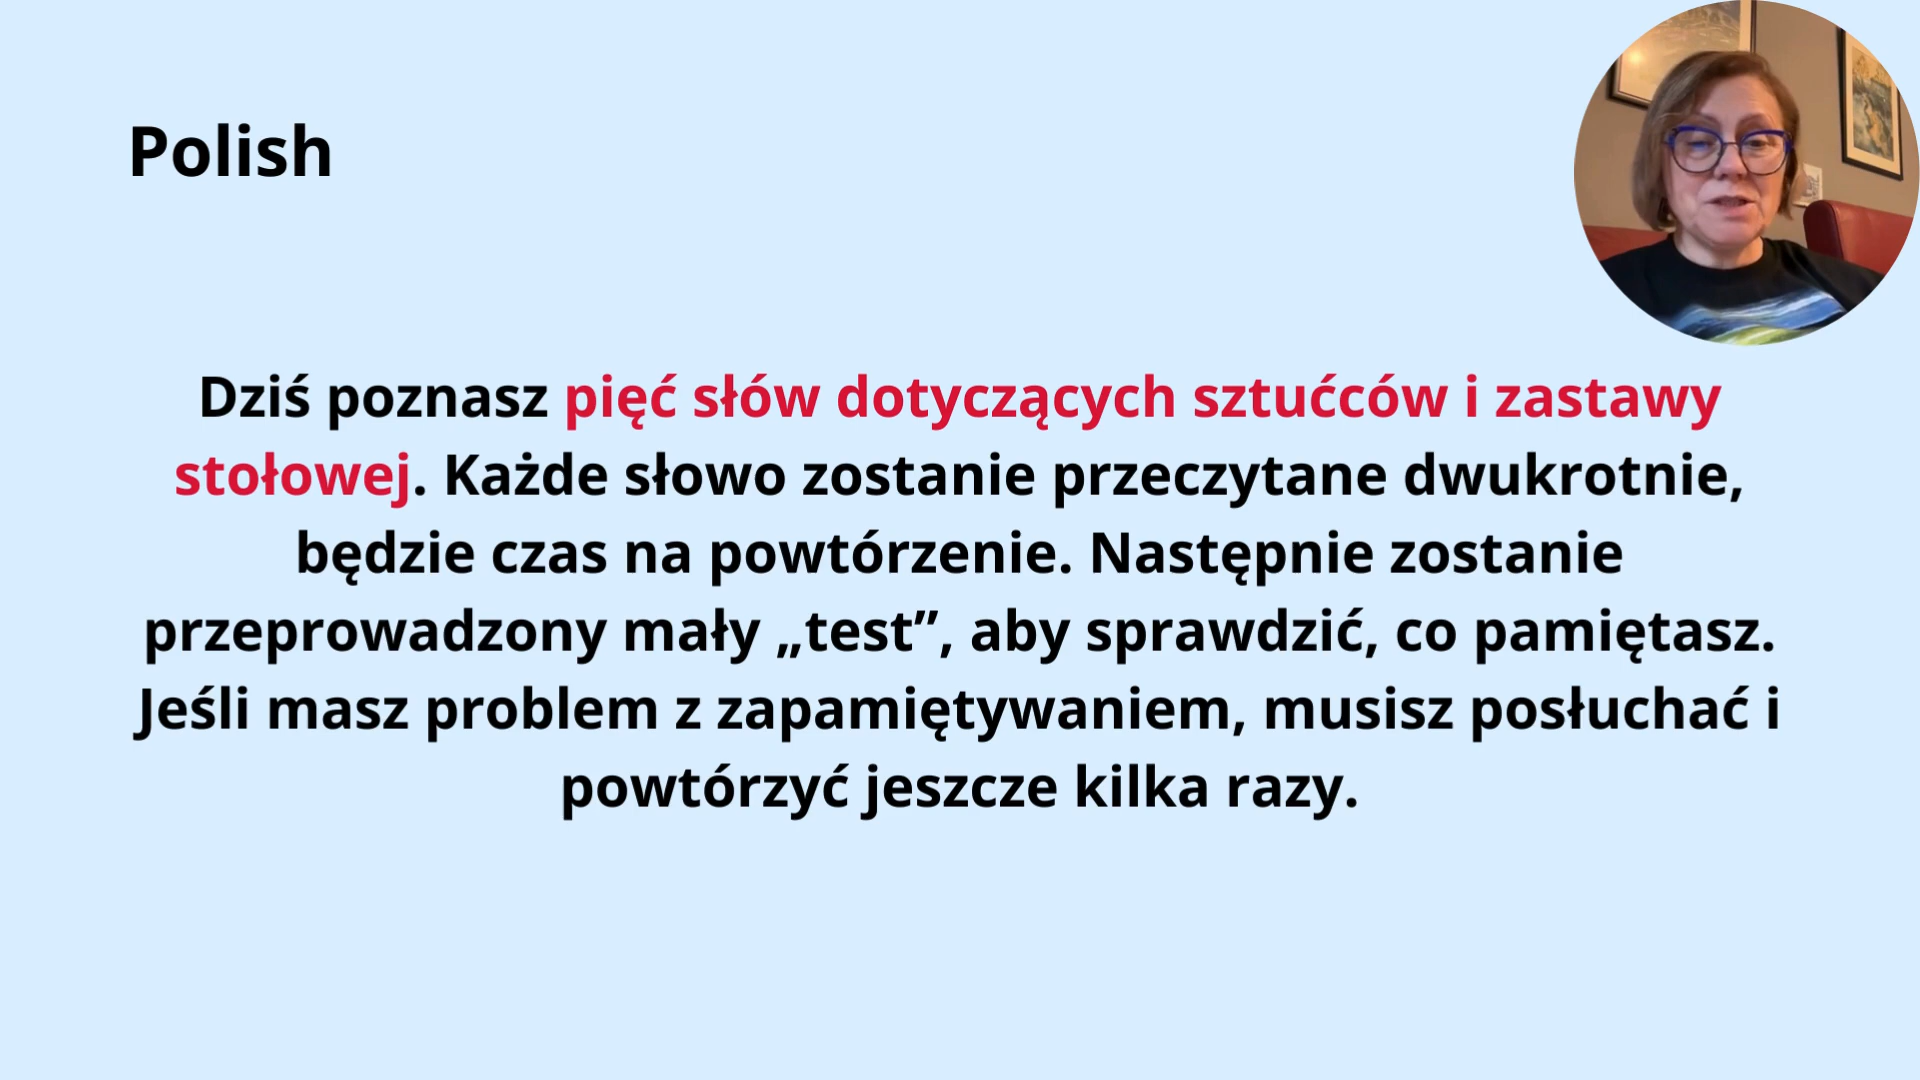 Polish
Dziś poznasz pięć słów dotyczących sztućców i zastawy
stołowej. Każde słowo zostanie przeczytane dwukrotnie,
będzie czas na powtórzenie. Następnie zostanie
przeprowadzony mały „test”, aby sprawdzić, co pamiętasz.
Jeśli masz problem z zapamiętywaniem, musisz posłuchać i
powtórzyć jeszcze kilka razy.